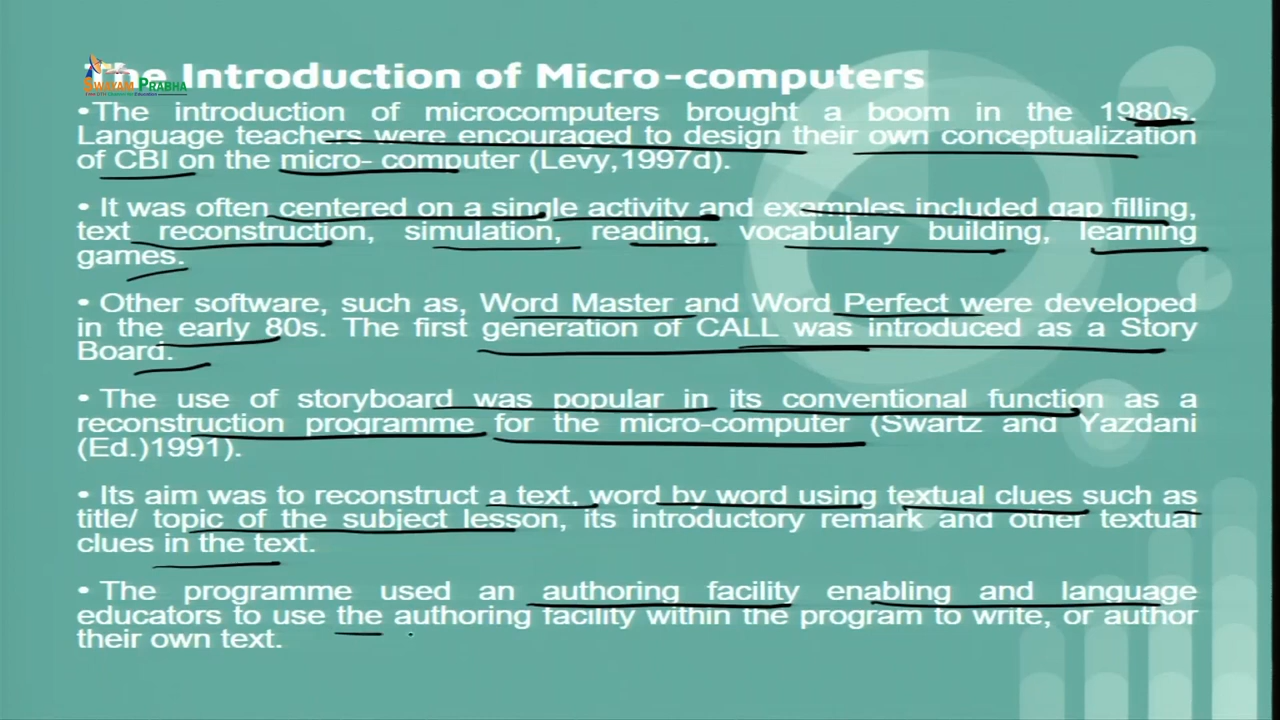 The Introduction of Micro-computers
SWAYAM PRABHA
•The introduction of microcomputers brought a boom in the 1980s.
Language teachers were encouraged to design their own conceptualization
of CBI on the micro- computer (Levy,1997d).
• It was often centered on a single activity and examples included gap filling,
text reconstruction, simulation, reading, vocabulary building, learning
games.
• Other software, such as, Word Master and Word Perfect were developed
in the early 80s. The first generation of CALL was introduced as a Story
Board.
• The use of storyboard was popular in its conventional function as a
reconstruction programme for the micro-computer (Swartz and Yazdani
(Ed.)1991).
• Its aim was to reconstruct a text, word by word using textual clues such as
title/ topic of the subject lesson, its introductory remark and other textual
clues in the text.
• The programme used an authoring facility enabling and language
educators to use the authoring facility within the program to write, or author
their own text.